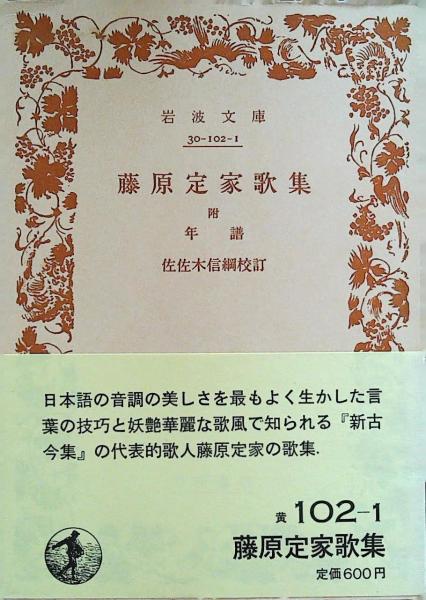 岩波文庫
30-102-1
藤原定家歌集
附
年譜
佐佐木信綱校訂
日本語の音調の美しさを最もよく生かした言
葉の技巧と妖艶華麗な歌風で知られる『新古
今集』の代表的歌人藤原定家の歌集.
黄 102-1
藤原定家歌集
定価600円